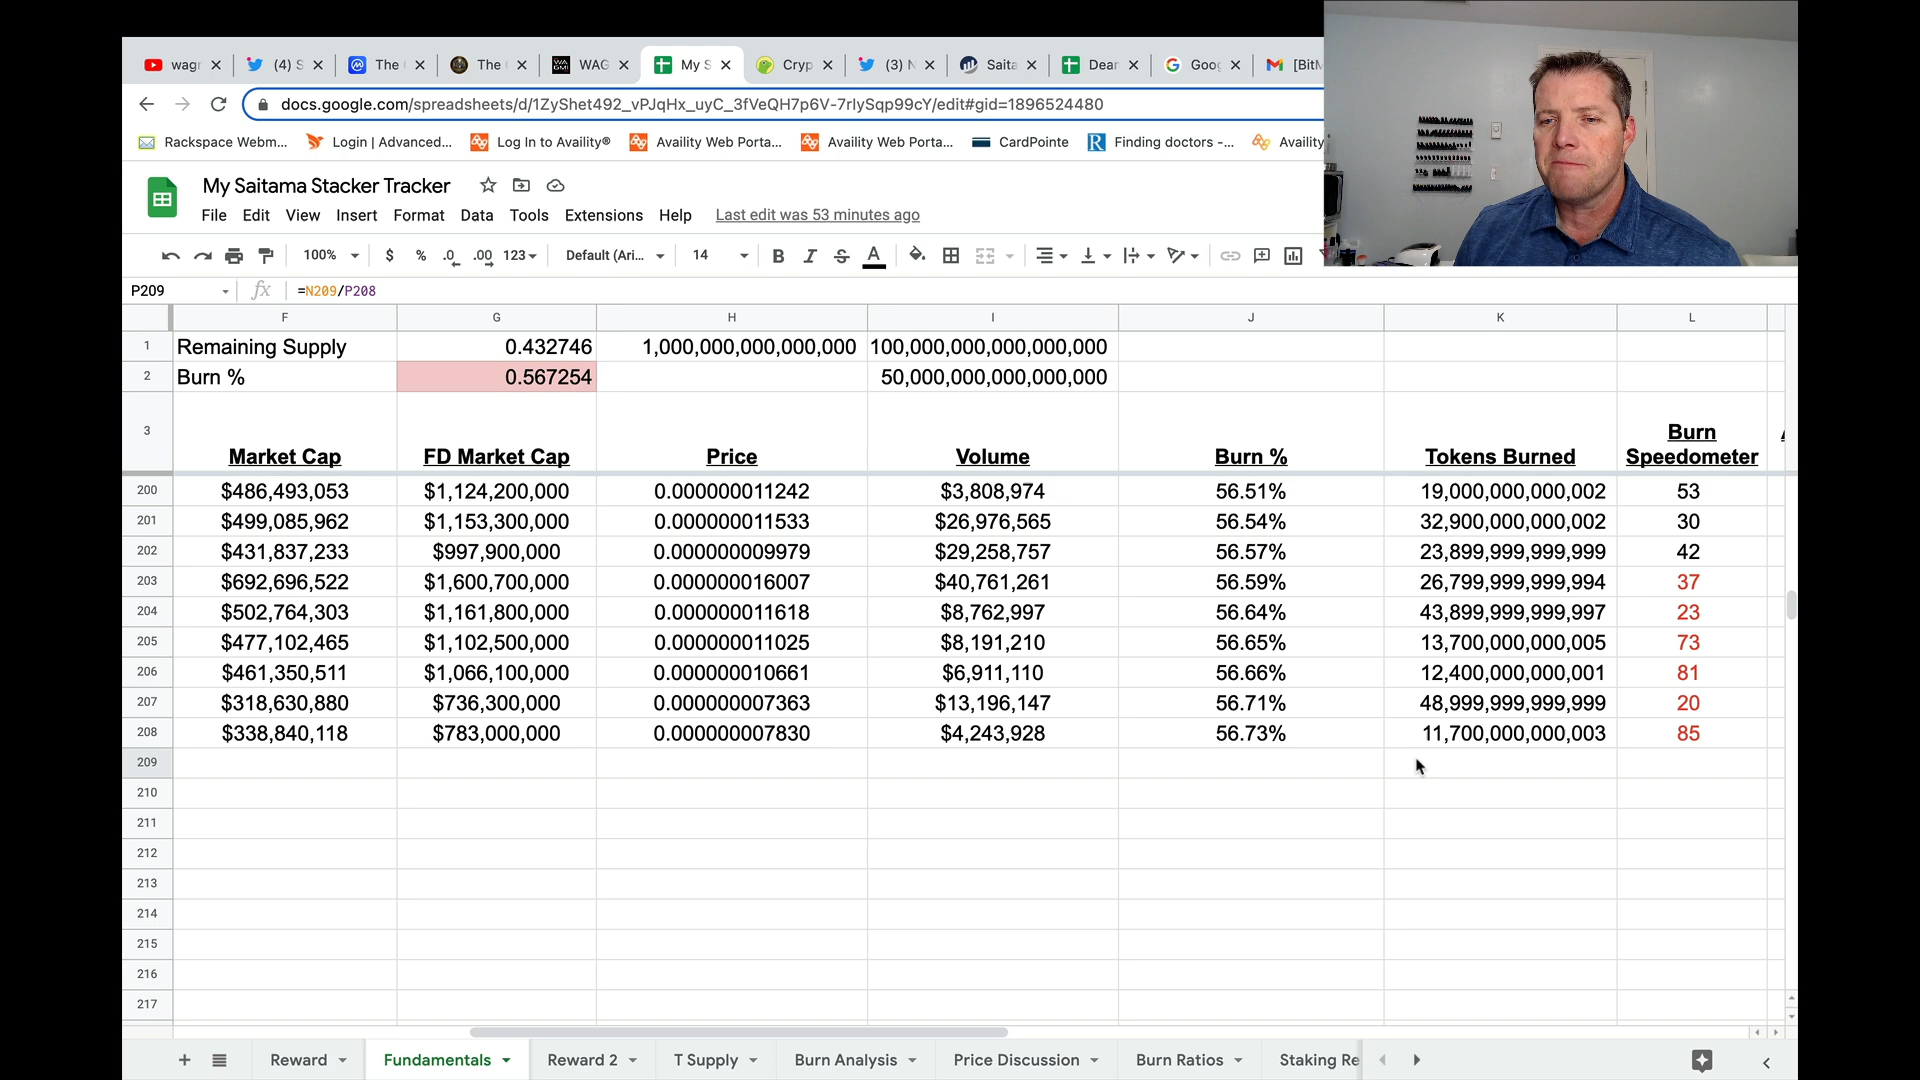 wagr (4) S The The WAG My S Cryp (3) N Saita Dear Goog [BitM
docs.google.com/spreadsheets/d/1ZyShet492_vPJqHx_uyC_3fVeQH7p6V-7rlySqp99cY/edit#gid=1896524480
Rackspace Webm... Login | Advanced... Log In to Availity® Availity Web Porta... Availity Web Porta... CardPointe Finding doctors -... Availity
My Saitama Stacker Tracker
File Edit View Insert Format Data Tools Extensions Help Last edit was 53 minutes ago
100% $ % .0 .00 123 Default (Ari... 14 B I S A
P209 fx =N209/P208
F G H I J K L
1 Remaining Supply 0.432746 1,000,000,000,000,000 100,000,000,000,000,000
2 Burn % 0.567254 50,000,000,000,000,000
3 Market Cap FD Market Cap Price Volume Burn % Tokens Burned Burn Speedometer
200 $486,493,053 $1,124,200,000 0.000000011242 $3,808,974 56.51% 19,000,000,000,002 53
201 $499,085,962 $1,153,300,000 0.000000011533 $26,976,565 56.54% 32,900,000,000,002 30
202 $431,837,233 $997,900,000 0.000000009979 $29,258,757 56.57% 23,899,999,999,999 42
203 $692,696,522 $1,600,700,000 0.000000016007 $40,761,261 56.59% 26,799,999,999,994 37
204 $502,764,303 $1,161,800,000 0.000000011618 $8,762,997 56.64% 43,899,999,999,997 23
205 $477,102,465 $1,102,500,000 0.000000011025 $8,191,210 56.65% 13,700,000,000,005 73
206 $461,350,511 $1,066,100,000 0.000000010661 $6,911,110 56.66% 12,400,000,000,001 81
207 $318,630,880 $736,300,000 0.000000007363 $13,196,147 56.71% 48,999,999,999,999 20
208 $338,840,118 $783,000,000 0.000000007830 $4,243,928 56.73% 11,700,000,000,003 85
209
210
211
212
213
214
215
216
217
Reward Fundamentals Reward 2 T Supply Burn Analysis Price Discussion Burn Ratios Staking Re